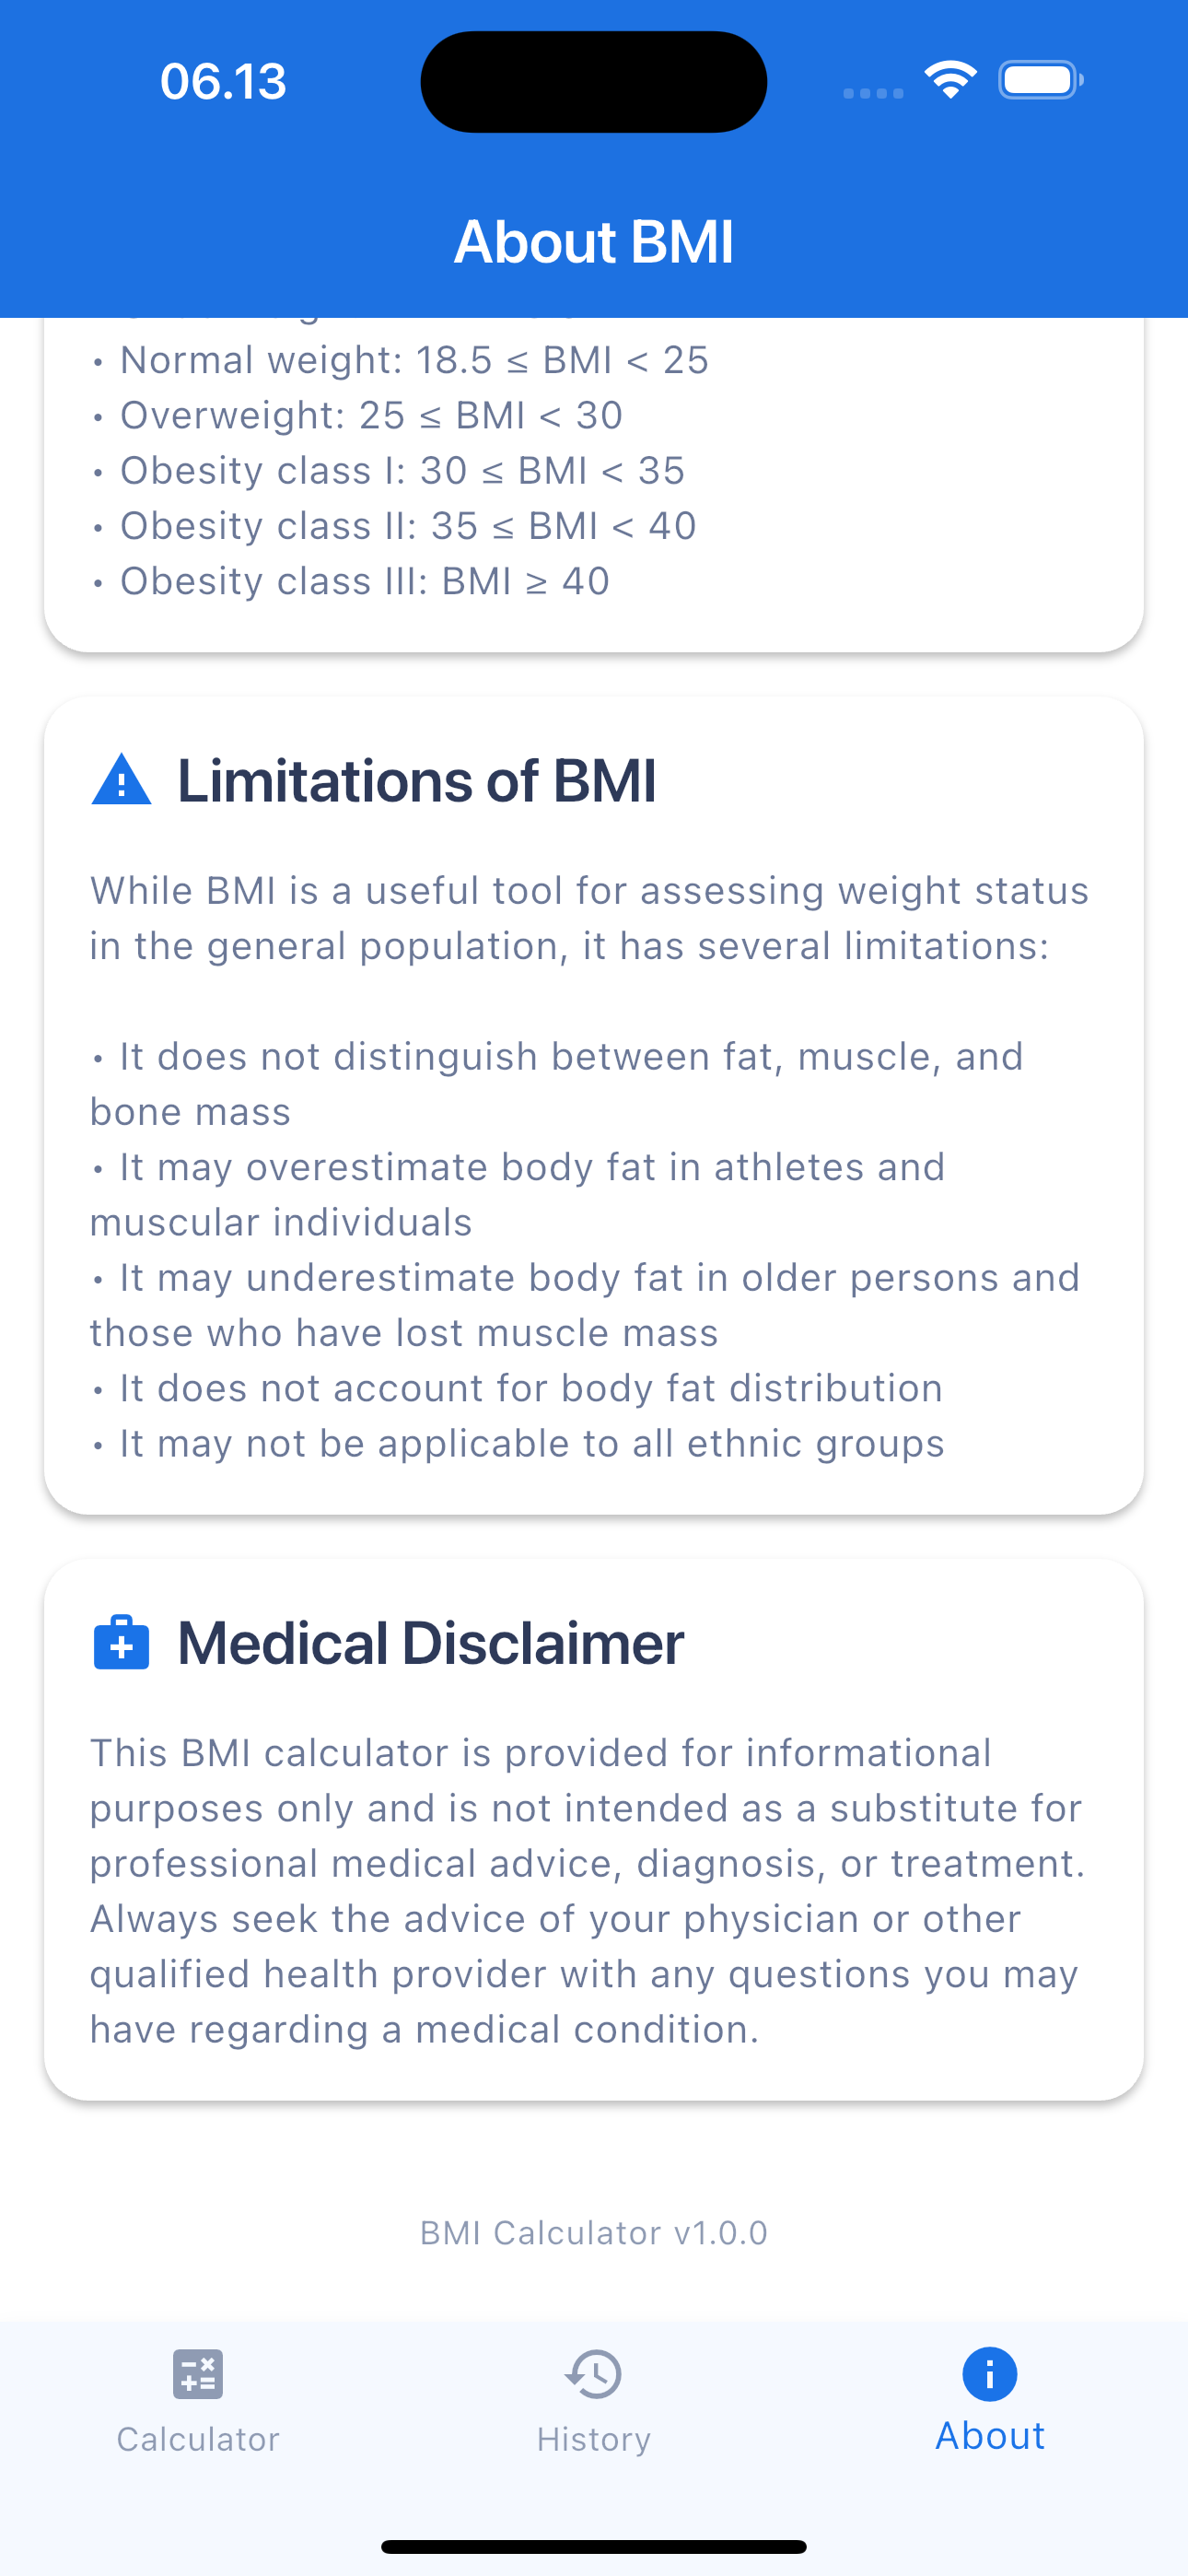 06.13
About BMI
• Normal weight: 18.5 ≤ BMI < 25
• Overweight: 25 ≤ BMI < 30
• Obesity class I: 30 ≤ BMI < 35
• Obesity class II: 35 ≤ BMI < 40
• Obesity class III: BMI ≥ 40
Limitations of BMI
While BMI is a useful tool for assessing weight status
in the general population, it has several limitations:
• It does not distinguish between fat, muscle, and
bone mass
• It may overestimate body fat in athletes and
muscular individuals
• It may underestimate body fat in older persons and
those who have lost muscle mass
• It does not account for body fat distribution
• It may not be applicable to all ethnic groups
Medical Disclaimer
This BMI calculator is provided for informational
purposes only and is not intended as a substitute for
professional medical advice, diagnosis, or treatment.
Always seek the advice of your physician or other
qualified health provider with any questions you may
have regarding a medical condition.
BMI Calculator v1.0.0
Calculator
History
About